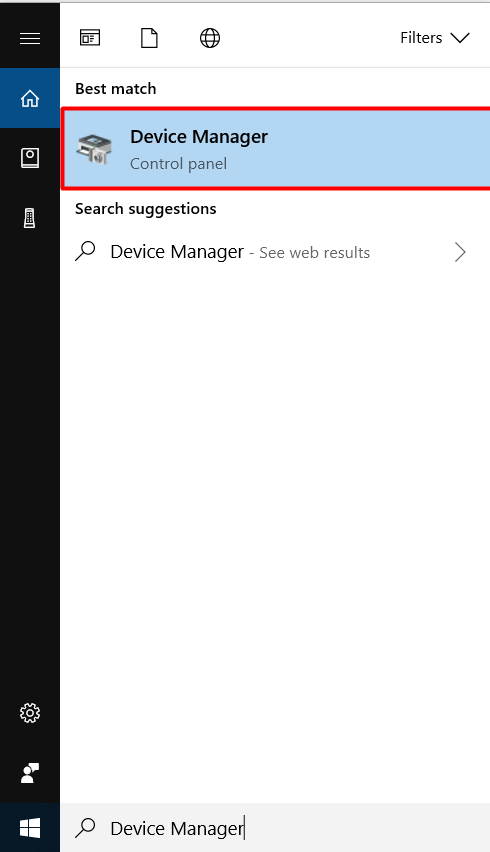 Filters
Best match
Device Manager
Control panel
Search suggestions
Device Manager - See web results
Device Manager